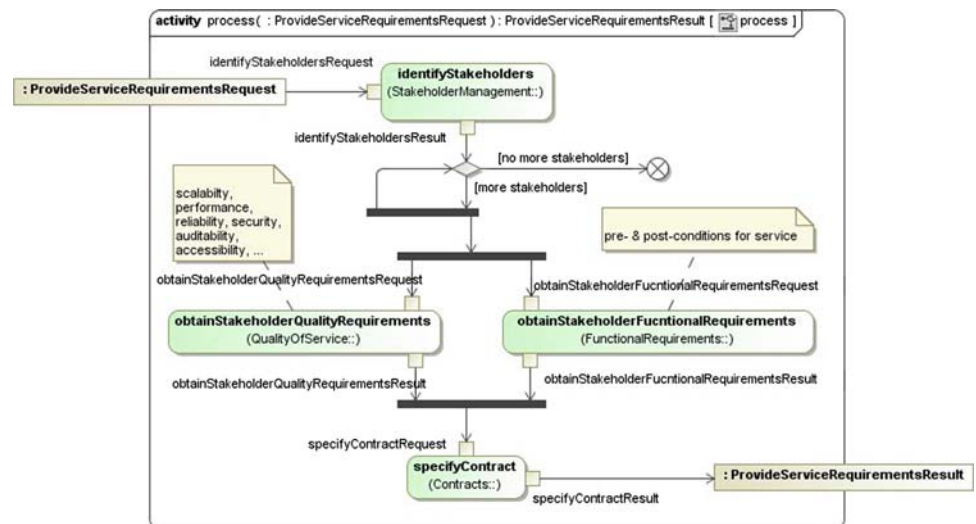 activity process( : ProvideServiceRequirementsRequest ) : ProvideServiceRequirementsResult [ process ]
identifyStakeholdersRequest
: ProvideServiceRequirementsRequest
identifyStakeholders
(StakeholderManagement::)
identifyStakeholdersResult
[no more stakeholders]
[more stakeholders]
scalabilty,
performance,
reliability, security,
auditability,
accessibility, ...
pre- & post-conditions for service
obtainStakeholderQualityRequirementsRequest
obtainStakeholderFucntionalRequirementsRequest
obtainStakeholderQualityRequirements
(QualityOfService::)
obtainStakeholderFucntionalRequirements
(FunctionalRequirements::)
obtainStakeholderQualityRequirementsResult
obtainStakeholderFucntionalRequirementsResult
specifyContractRequest
specifyContract
(Contracts::)
: ProvideServiceRequirementsResult
specifyContractResult